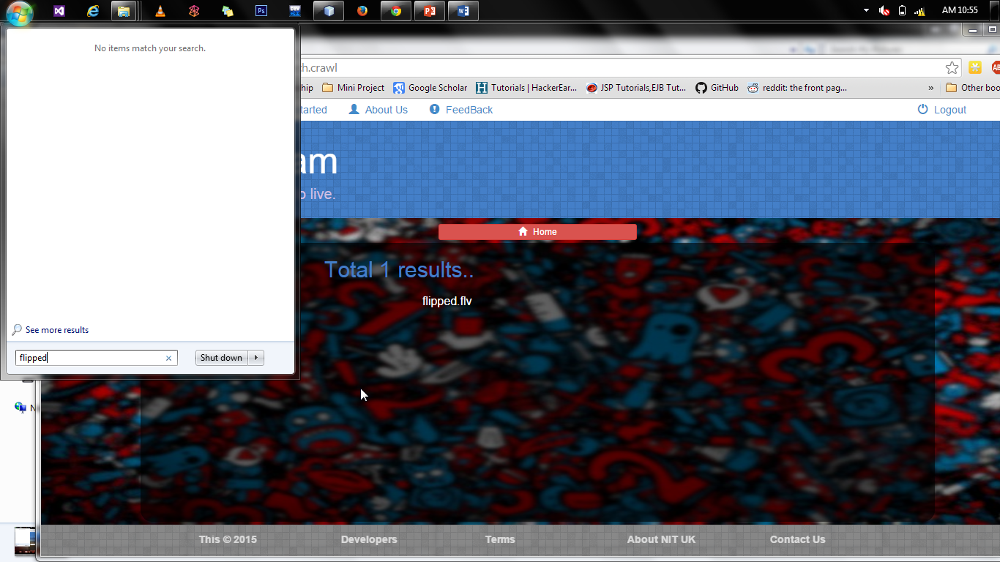 AM 10:55
No items match your search.
ch.crawl
hip
Mini Project
Google Scholar
Tutorials | HackerEar...
JSP Tutorials,EJB Tut...
GitHub
reddit: the front pag...
»
Other boo
tarted
About Us
FeedBack
Logout
am
o live.
Home
Total 1 results..
flipped.flv
See more results
flipped
Shut down
N
This © 2015
Developers
Terms
About NIT UK
Contact Us